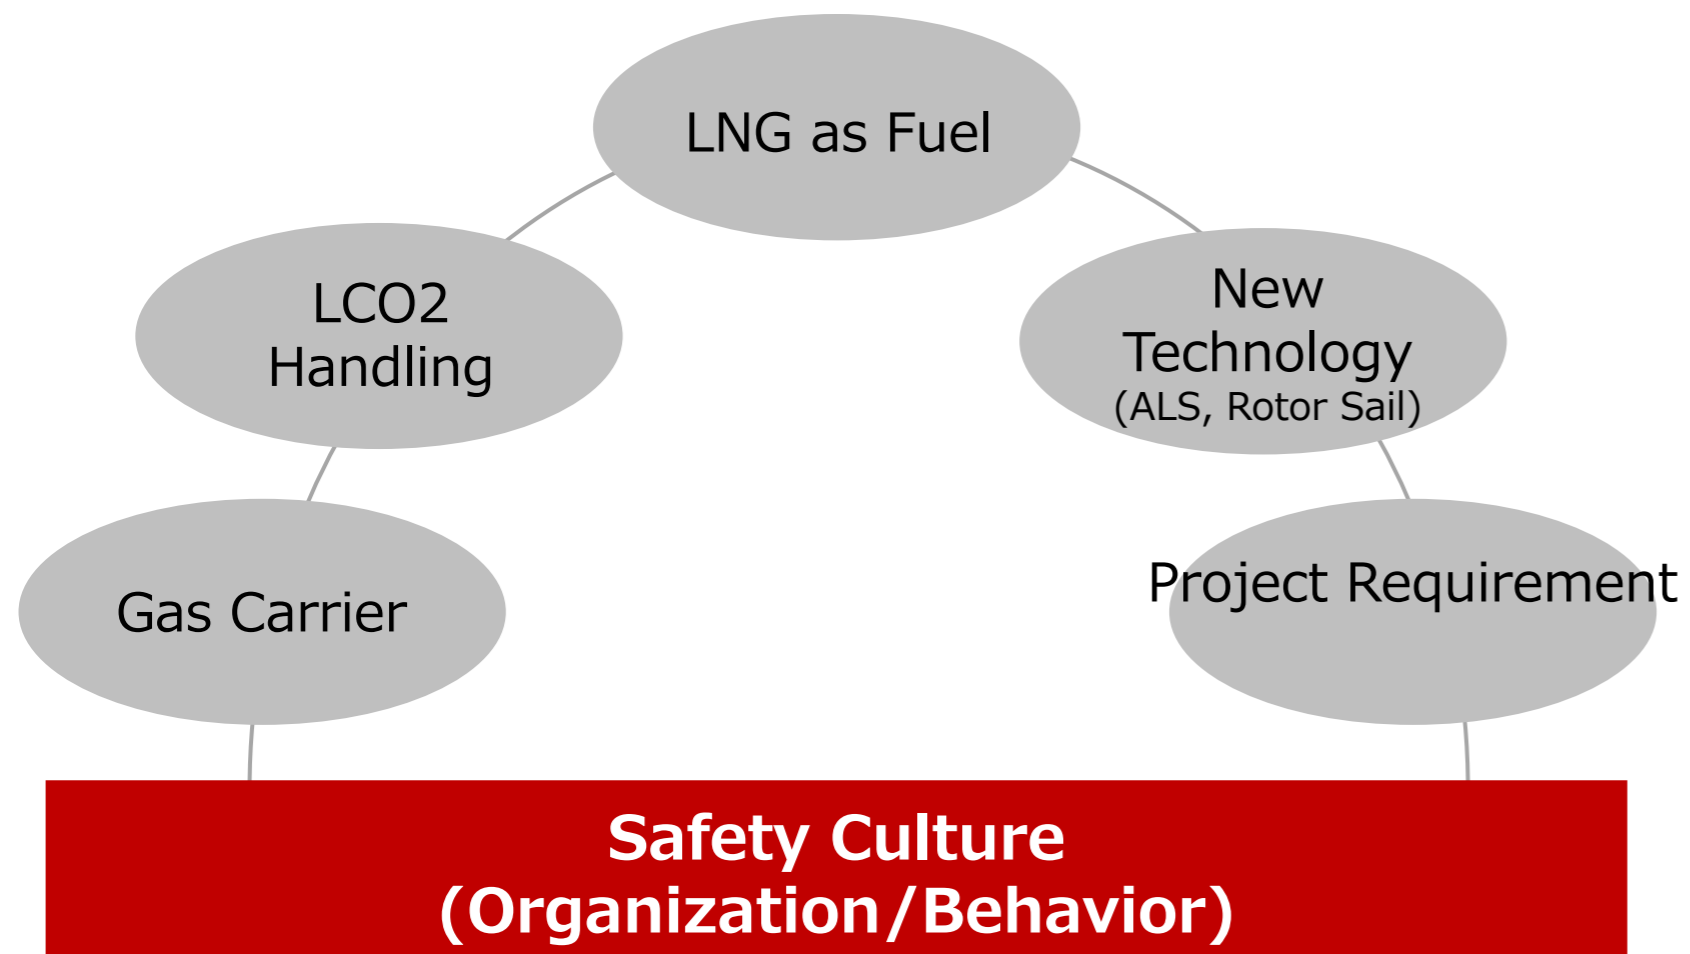 LNG as Fuel
LCO2
Handling
New
Technology
(ALS, Rotor Sail)
Gas Carrier
Project Requirement
Safety Culture
(Organization/Behavior)